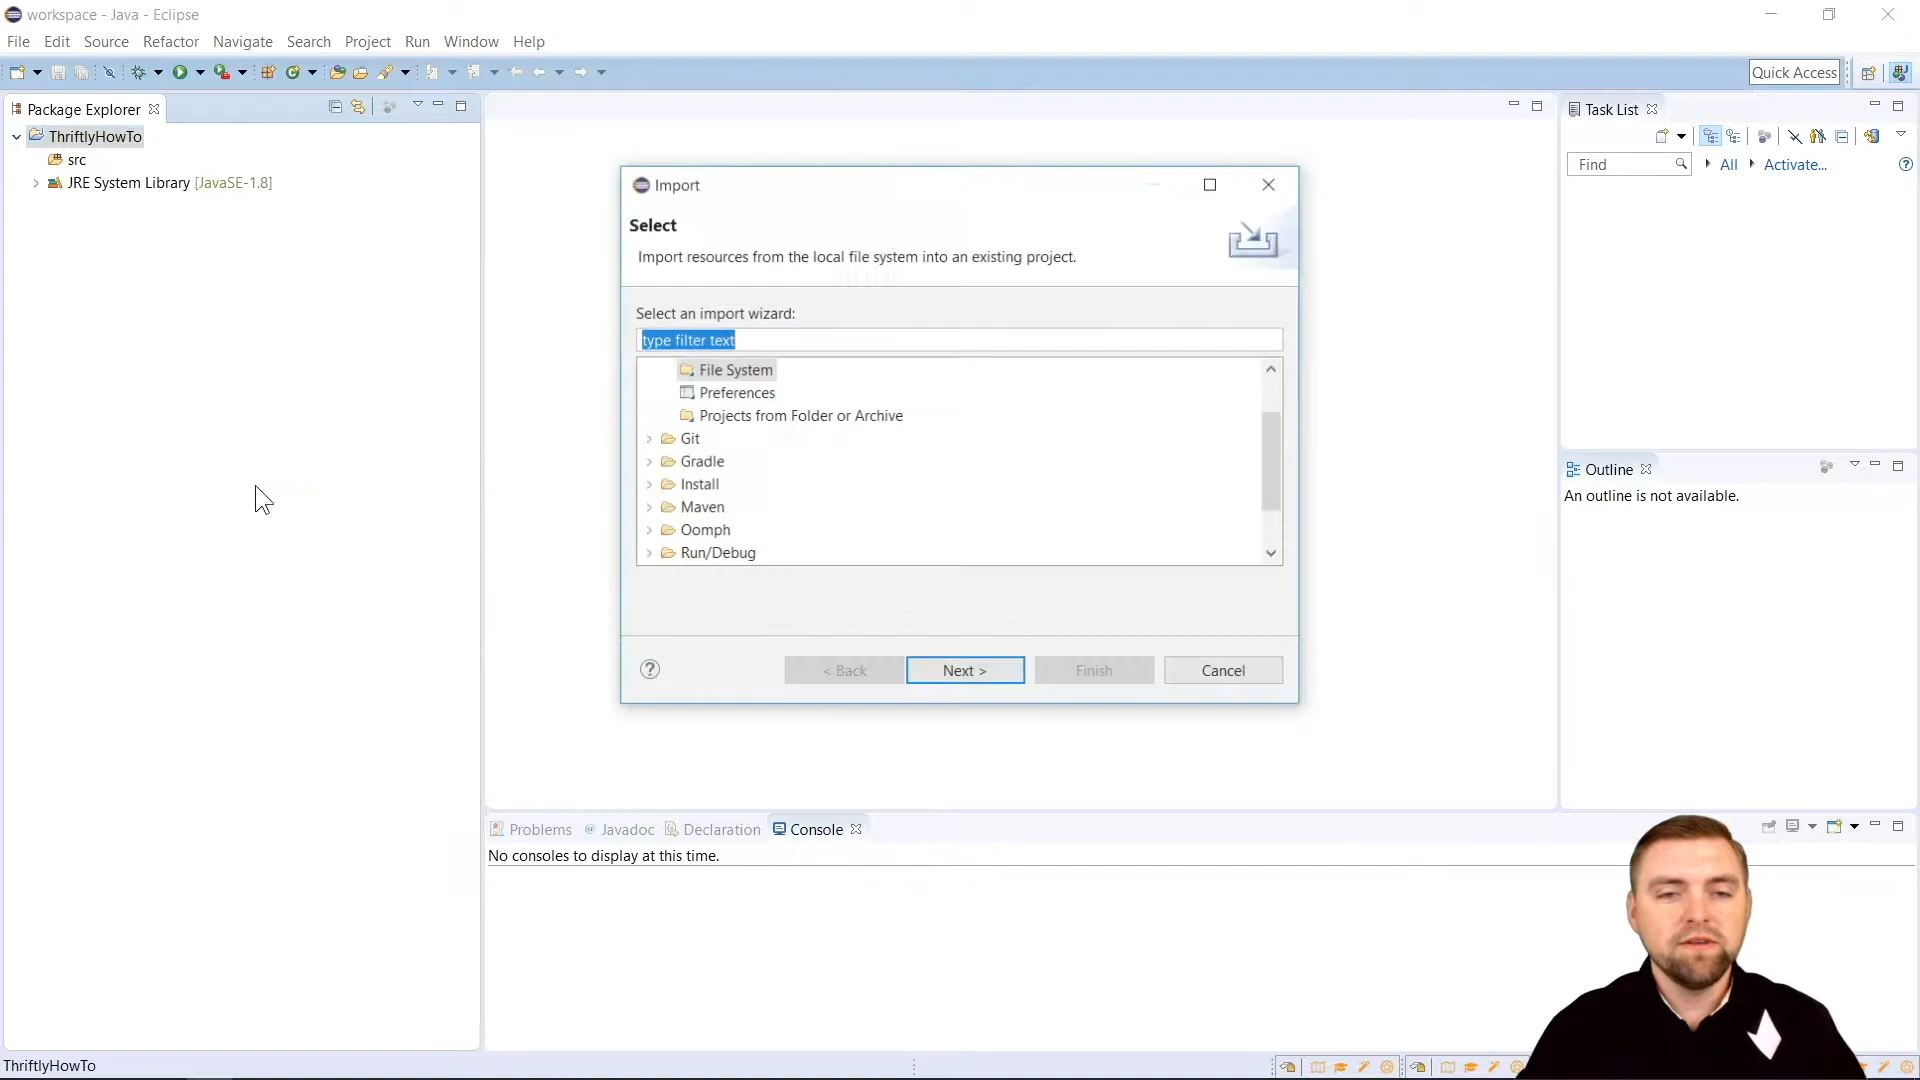 workspace - Java - Eclipse
File Edit Source Refactor Navigate Search Project Run Window Help
Quick Access
Package Explorer
ThriftlyHowTo
src
JRE System Library [JavaSE-1.8]
Import
Select
Import resources from the local file system into an existing project.
Select an import wizard:
type filter text
File System
Preferences
Projects from Folder or Archive
Git
Gradle
Install
Maven
Oomph
Run/Debug
< Back Next > Finish Cancel
Task List
Find All Activate...
Outline
An outline is not available.
Problems @ Javadoc Declaration Console
No consoles to display at this time.
ThriftlyHowTo